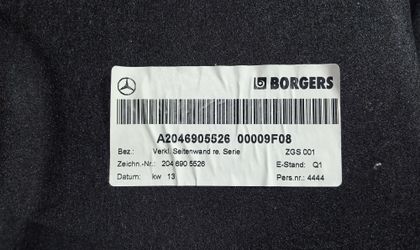 BORGERS
A2046905526 00009F08
Bez.: Verkl. Seitenwand re. Serie ZGS 001
Zeichn.-Nr.: 204 690 5526 E-Stand: Q1
Datum: kw 13 Pers.nr.: 4444